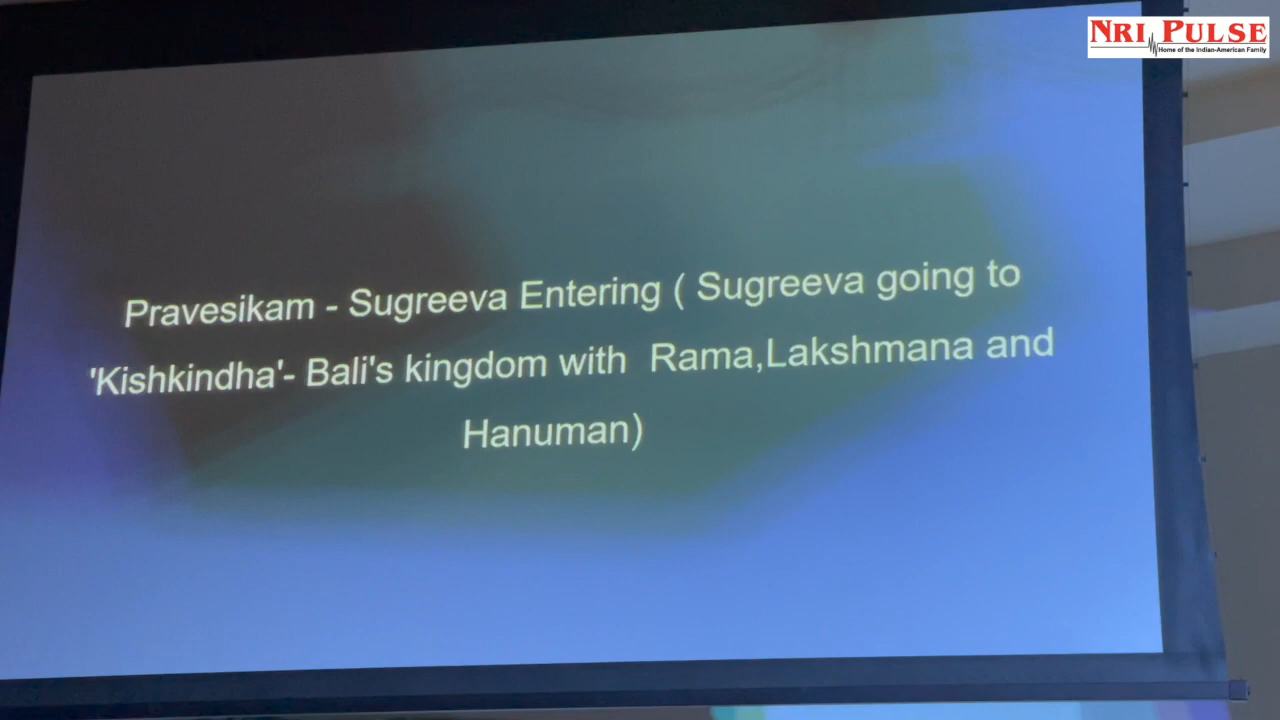 NRI PULSE
Home of the Indian-American Family
Pravesikam - Sugreeva Entering ( Sugreeva going to
'Kishkindha'- Bali's kingdom with Rama,Lakshmana and
Hanuman)